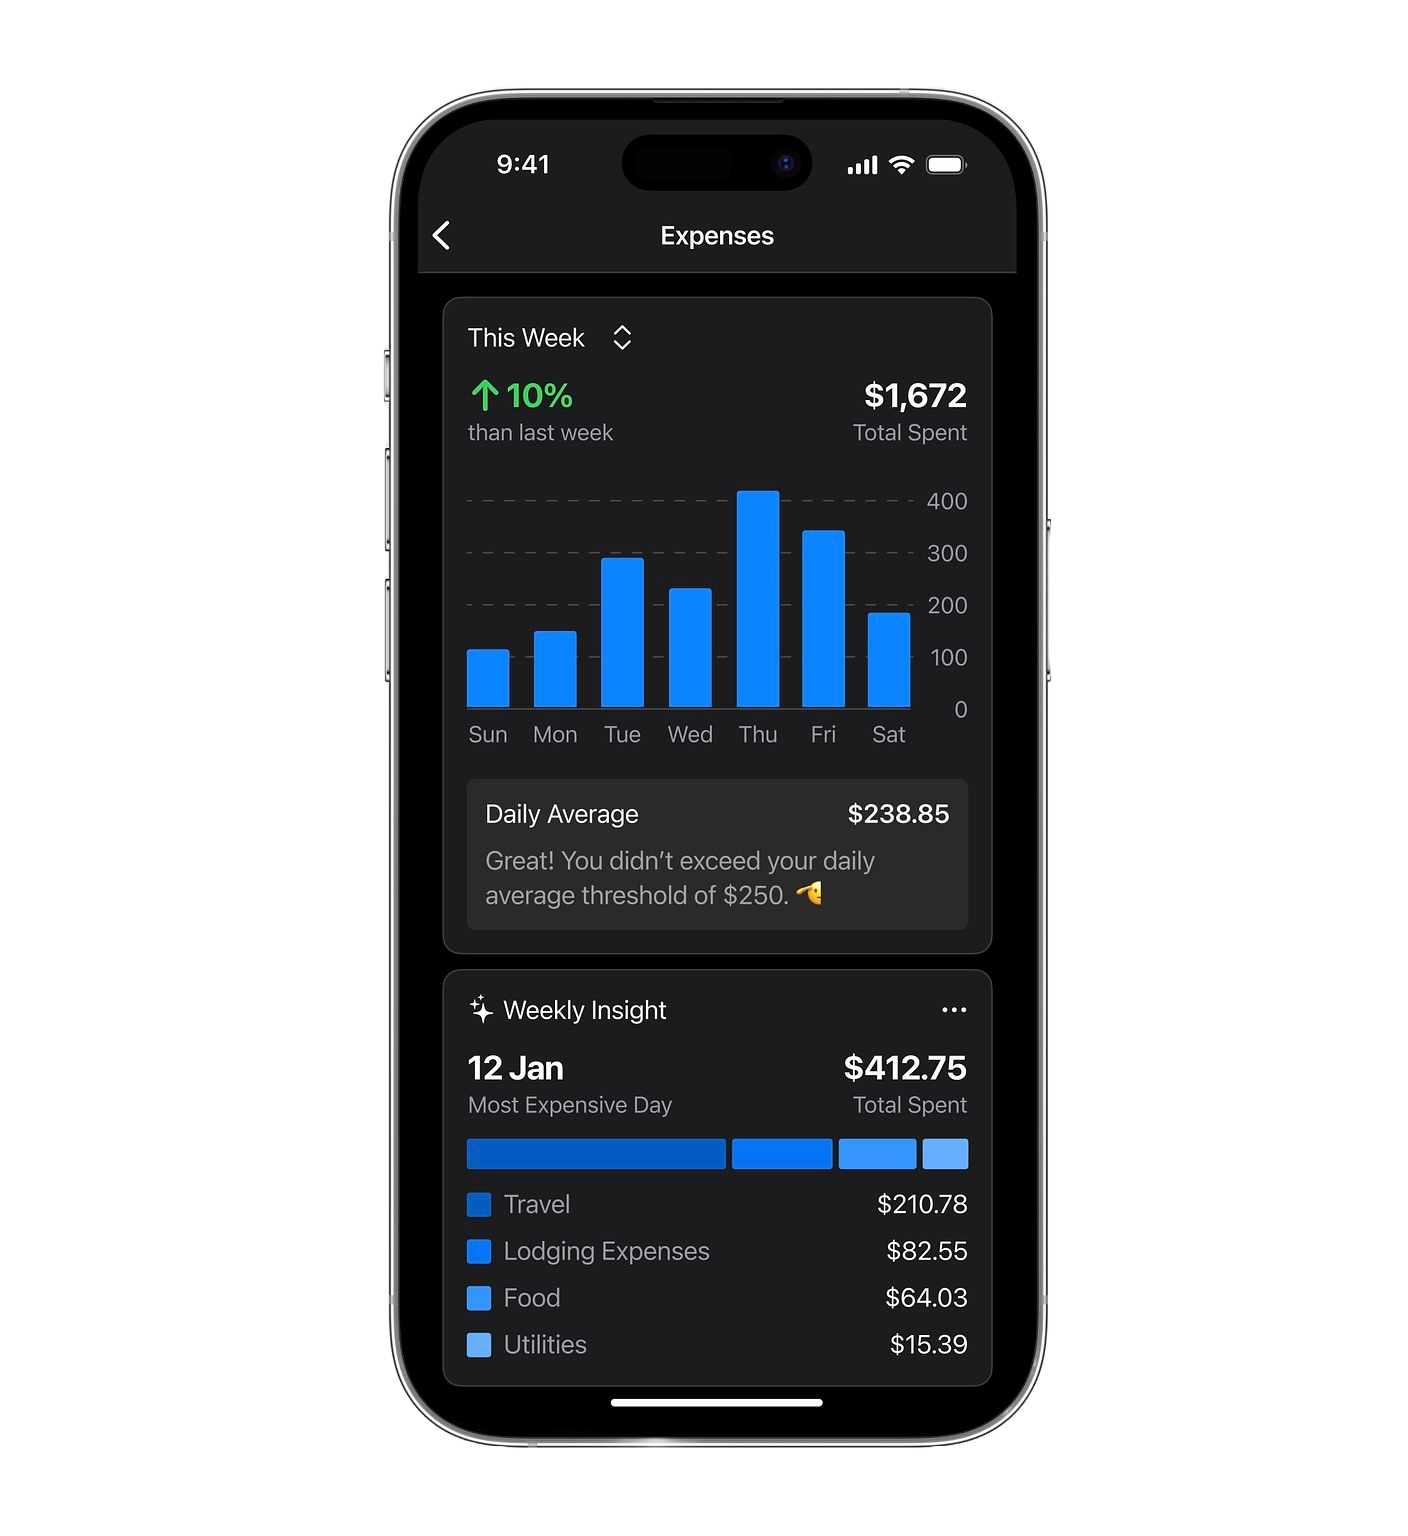 9:41
Expenses
This Week
↑ 10%
$1,672
than last week
Total Spent
400
300
200
100
0
Sun Mon Tue Wed Thu Fri Sat
Daily Average
$238.85
Great! You didn’t exceed your daily
average threshold of $250.
Weekly Insight
12 Jan
$412.75
Most Expensive Day
Total Spent
Travel
$210.78
Lodging Expenses
$82.55
Food
$64.03
Utilities
$15.39